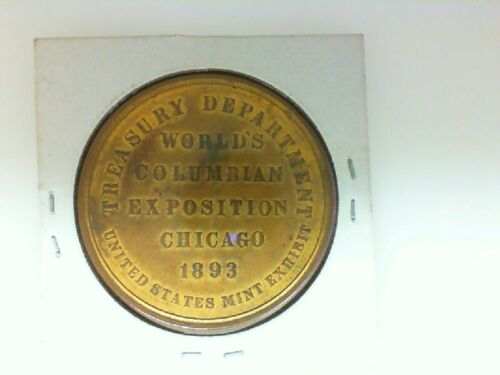 TREASURY DEPARTMENT
WORLD'S
COLUMBIAN
EXPOSITION
CHICAGO
1893
UNITED STATES MINT EXHIBIT